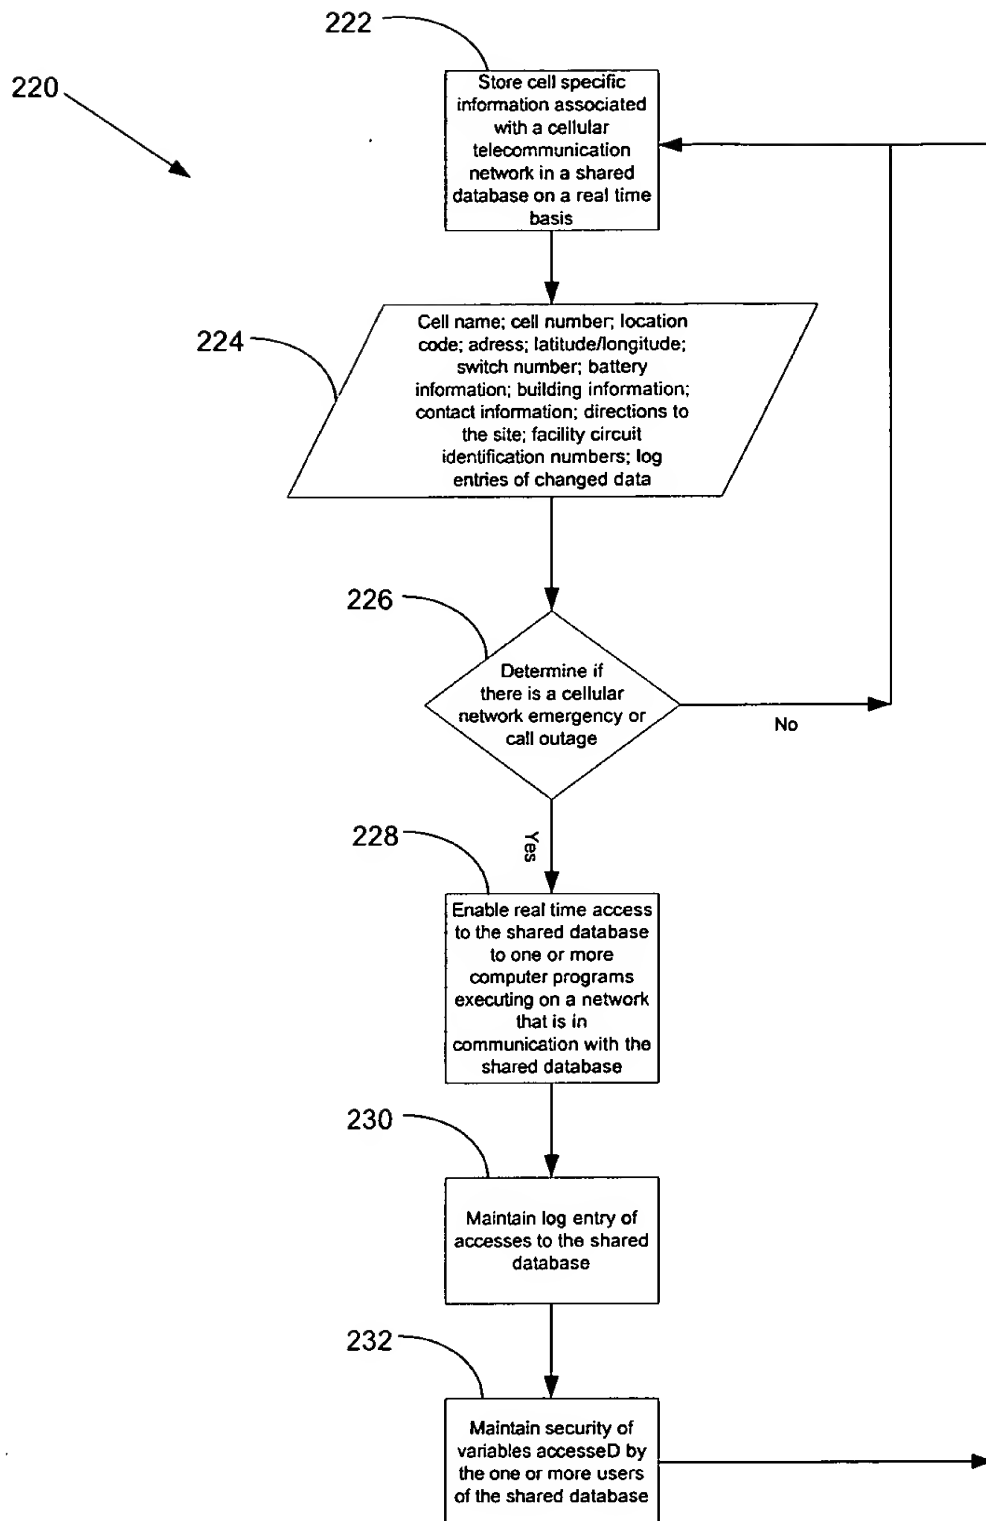 222
220
Store cell specific
information associated
with a cellular
telecommunication
network in a shared
database on a real time
basis
224
Cell name; cell number; location
code; adress; latitude/longitude;
switch number; battery
information; building information;
contact information; directions to
the site; facility circuit
identification numbers; log
entries of changed data
226
Determine if
there is a cellular
network emergency or
call outage
No
Yes
228
Enable real time access
to the shared database
to one or more
computer programs
executing on a network
that is in
communication with the
shared database
230
Maintain log entry of
accesses to the shared
database
232
Maintain security of
variables accesseD by
the one or more users
of the shared database